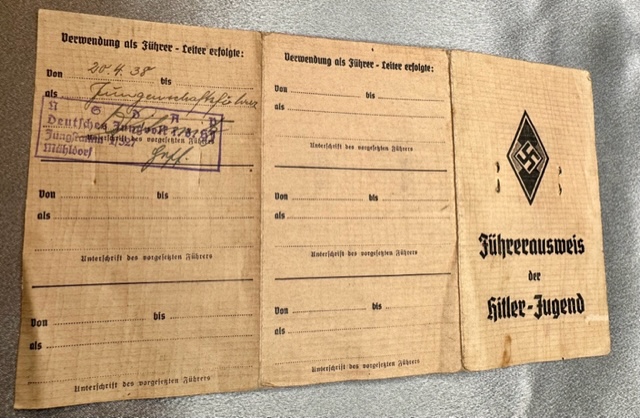 Verwendung als Führer - Leiter erfolgte:
Von 20.4.38 bis
als Jungenschaftsführer
N S D A P
Deutsches Jungvolk
Jungstamm
Mühldorf
Unterschrift des vorgesetzten Führers
Von bis
als
Unterschrift des vorgesetzten Führers
Von bis
als
Unterschrift des vorgesetzten Führers
Verwendung als Führer - Leiter erfolgte:
Von bis
als
Unterschrift des vorgesetzten Führers
Von bis
als
Unterschrift des vorgesetzten Führers
Von bis
als
Unterschrift des vorgesetzten Führers
Führerausweis
der
Hitler-Jugend